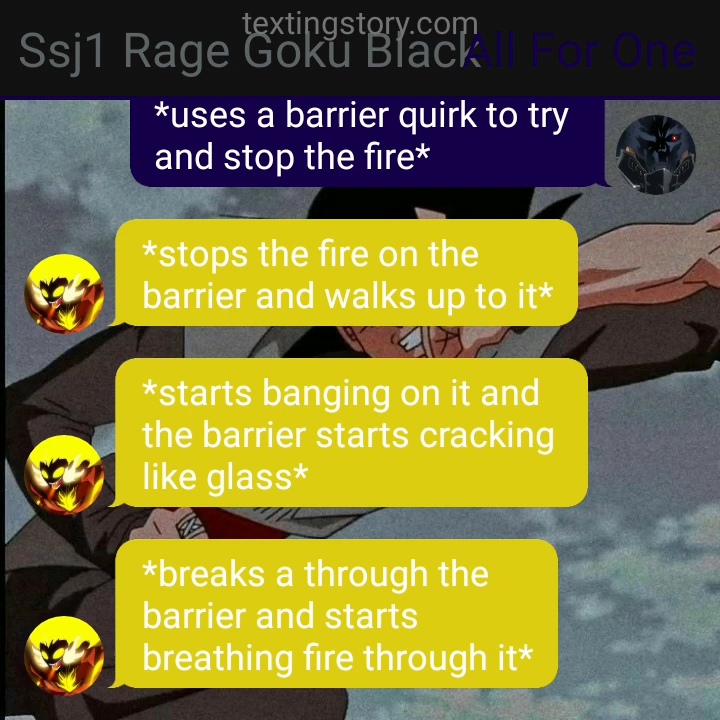 textingstory.com
Ssj1 Rage Goku Black All For One
*uses a barrier quirk to try
and stop the fire*
*stops the fire on the
barrier and walks up to it*
*starts banging on it and
the barrier starts cracking
like glass*
*breaks a through the
barrier and starts
breathing fire through it*